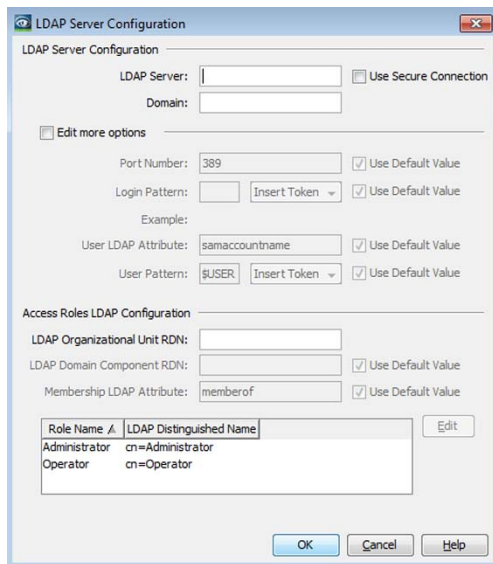 LDAP Server Configuration
LDAP Server Configuration
LDAP Server:
Use Secure Connection
Domain:
Edit more options
Port Number: 389 Use Default Value
Login Pattern: Insert Token Use Default Value
Example:
User LDAP Attribute: samaccountname Use Default Value
User Pattern: $USER Insert Token Use Default Value
Access Roles LDAP Configuration
LDAP Organizational Unit RDN:
LDAP Domain Component RDN: Use Default Value
Membership LDAP Attribute: memberof Use Default Value
Role Name LDAP Distinguished Name
Edit
Administrator cn=Administrator
Operator cn=Operator
OK Cancel Help